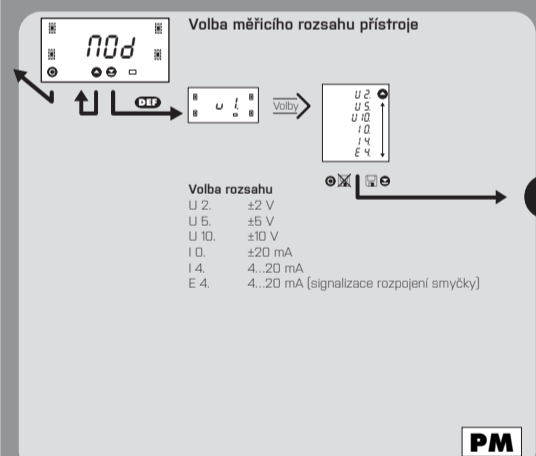 Volba měřicího rozsahu přístroje
MOd
DEF
u 1.
Volby
U 2.
U 5.
U 10.
I 0.
I 4.
E 4.
Volba rozsahu
U 2. ±2 V
U 5. ±5 V
U 10. ±10 V
I 0. ±20 mA
I 4. 4...20 mA
E 4. 4...20 mA (signalizace rozpojení smyčky)
PM